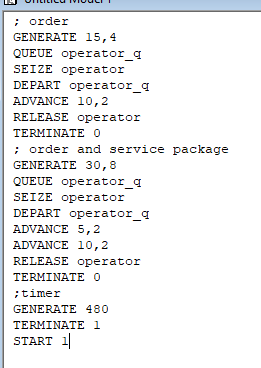 Untitled Model 1
; order
GENERATE 15,4
QUEUE operator_q
SEIZE operator
DEPART operator_q
ADVANCE 10,2
RELEASE operator
TERMINATE 0
; order and service package
GENERATE 30,8
QUEUE operator_q
SEIZE operator
DEPART operator_q
ADVANCE 5,2
ADVANCE 10,2
RELEASE operator
TERMINATE 0
;timer
GENERATE 480
TERMINATE 1
START 1